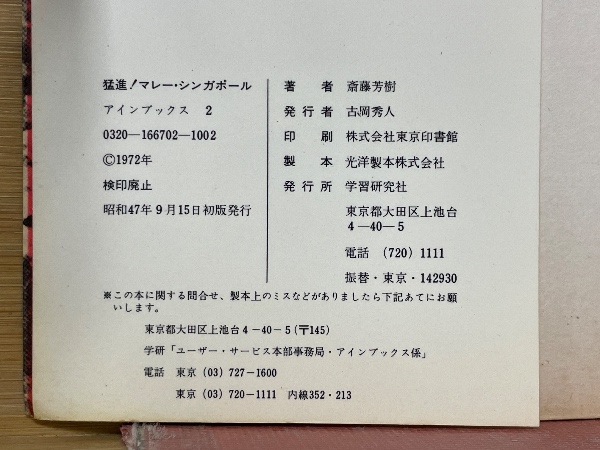 猛進!マレー・シンガポール
アインブックス 2
0320—166702—1002
©1972年
検印廃止
昭和47年9月15日初版発行
著者 斎藤芳樹
発行者 古岡秀人
印刷 株式会社東京印書館
製本 光洋製本株式会社
発行所 学習研究社
東京都大田区上池台
4—40—5
電話 (720) 1111
振替・東京・142930
※この本に関する問合せ、製本上のミスなどがありましたら下記あてにお願
いします。
東京都大田区上池台4-40-5(〒145)
学研「ユーザー・サービス本部事務局・アインブックス係」
電話 東京(03)727-1600
東京(03)720-1111 内線352・213